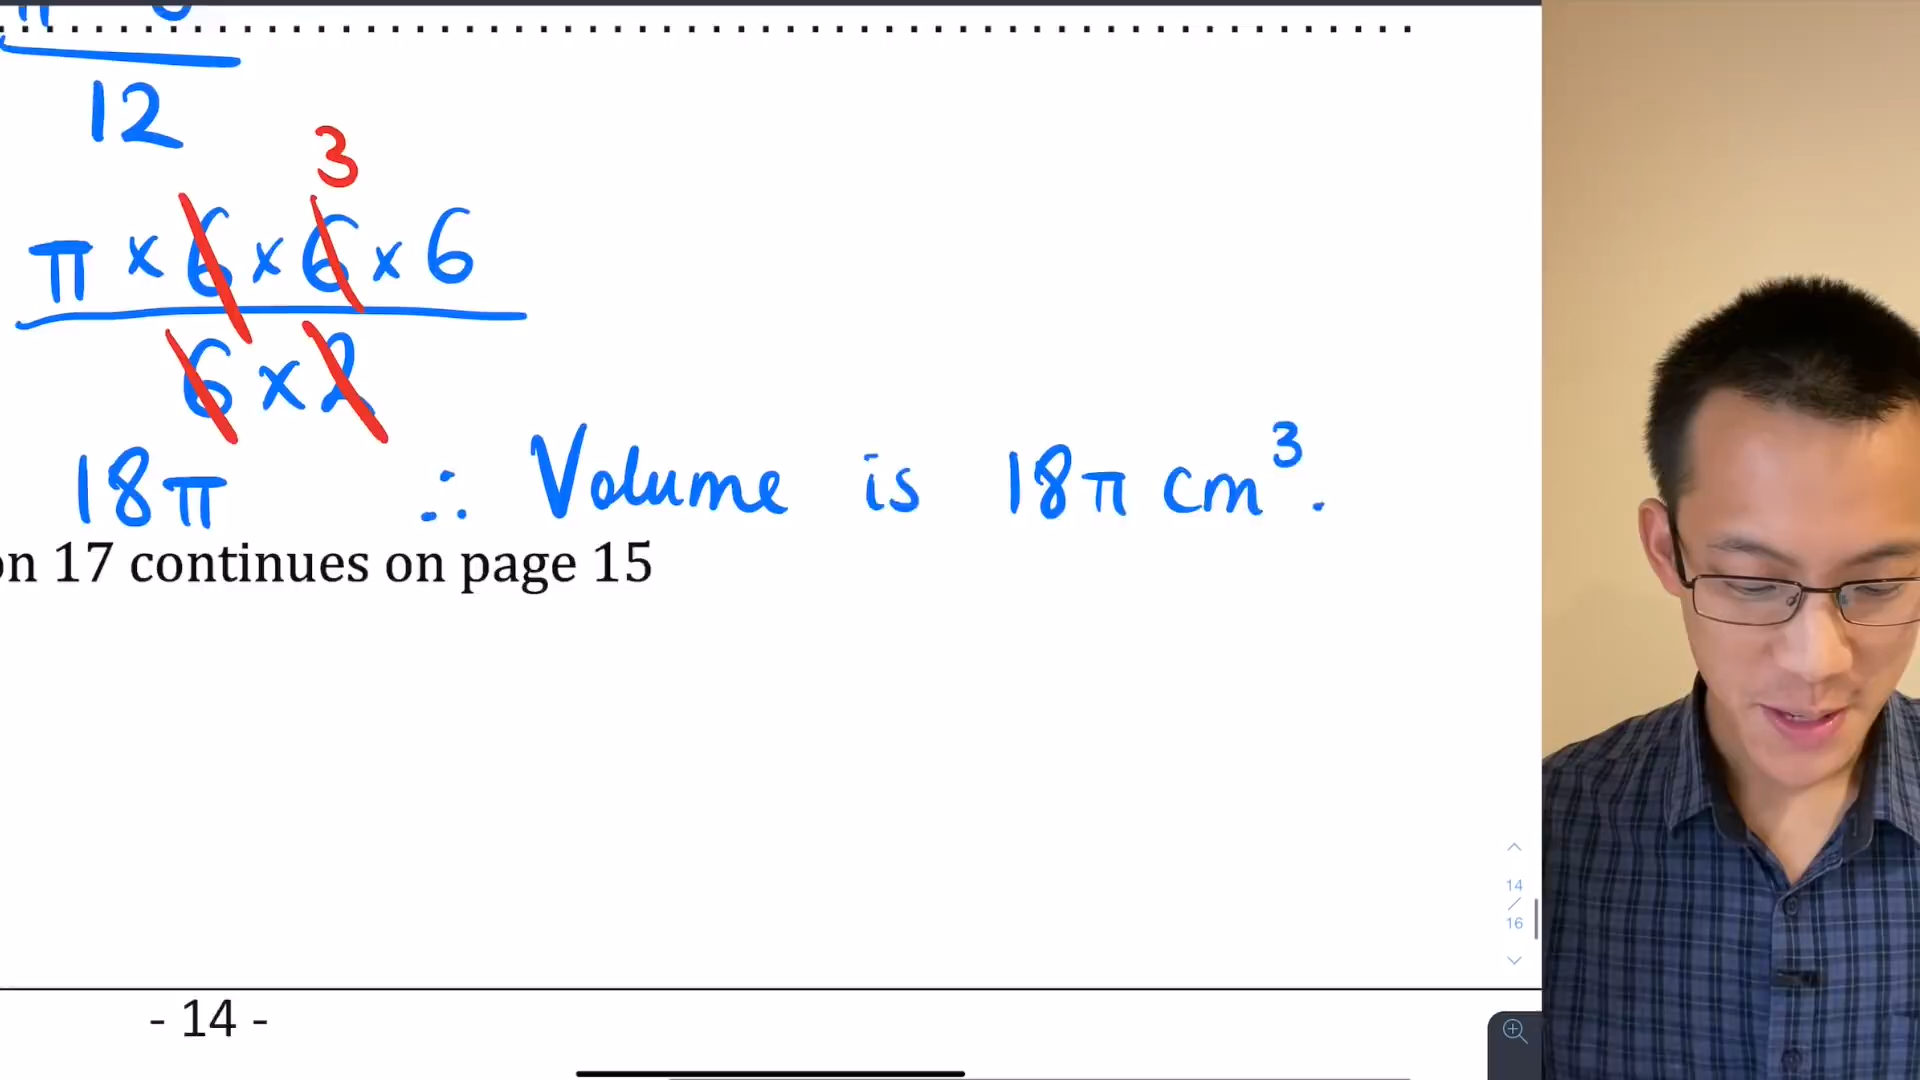 12
3
π × 6 × 6 × 6
6 × 2
18π ∴ Volume is 18π cm³.
on 17 continues on page 15
14
16
- 14 -